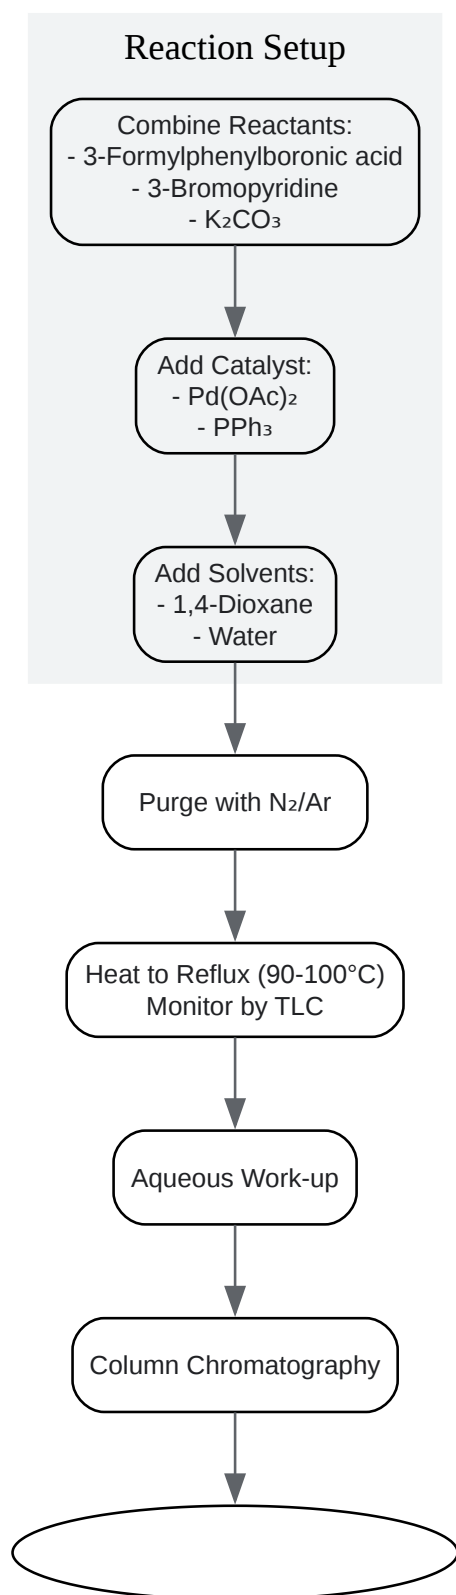 Reaction Setup
Combine Reactants:
- 3-Formylphenylboronic acid
- 3-Bromopyridine
- K₂CO₃
Add Catalyst:
- Pd(OAc)₂
- PPh₃
Add Solvents:
- 1,4-Dioxane
- Water
Purge with N₂/Ar
Heat to Reflux (90-100°C)
Monitor by TLC
Aqueous Work-up
Column Chromatography